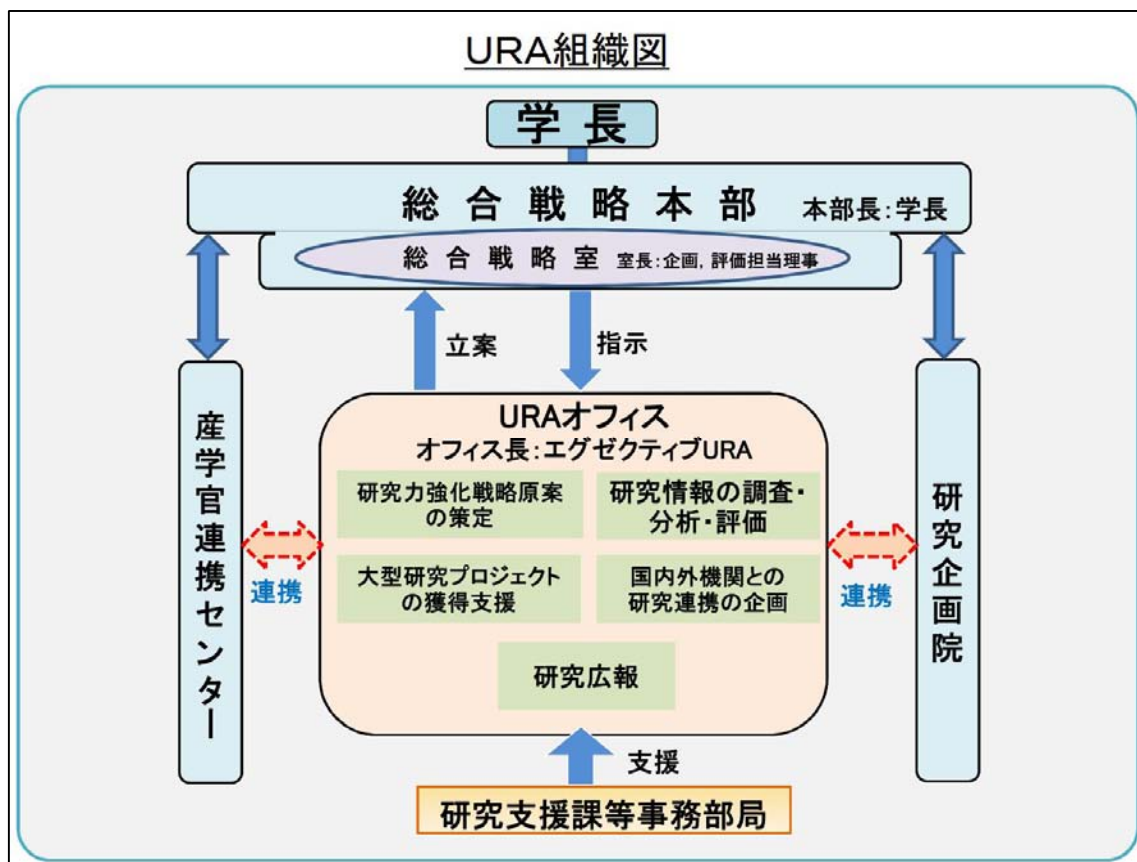 URA組織図
学長
総合戦略本部 本部長:学長
総合戦略室 室長:企画,評価担当理事
立案
指示
産学官連携センター
連携
URAオフィス
オフィス長:エグゼクティブURA
研究力強化戦略原案
の策定
研究情報の調査・
分析・評価
大型研究プロジェクト
の獲得支援
国内外機関との
研究連携の企画
研究広報
連携
研究企画院
支援
研究支援課等事務部局